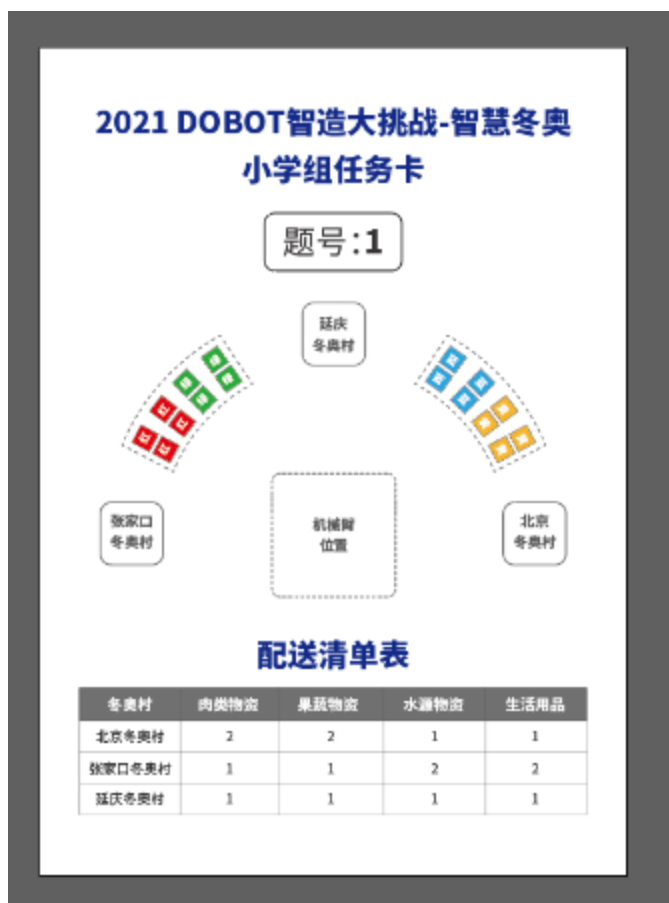 2021 DOBOT智造大挑战-智慧冬奥
小学组任务卡
题号:1
延庆
冬奥村
张家口
冬奥村
机械臂
位置
北京
冬奥村
配送清单表
冬奥村 肉类物资 果蔬物资 水源物资 生活用品
北京冬奥村 2 2 1 1
张家口冬奥村 1 1 2 2
延庆冬奥村 1 1 1 1